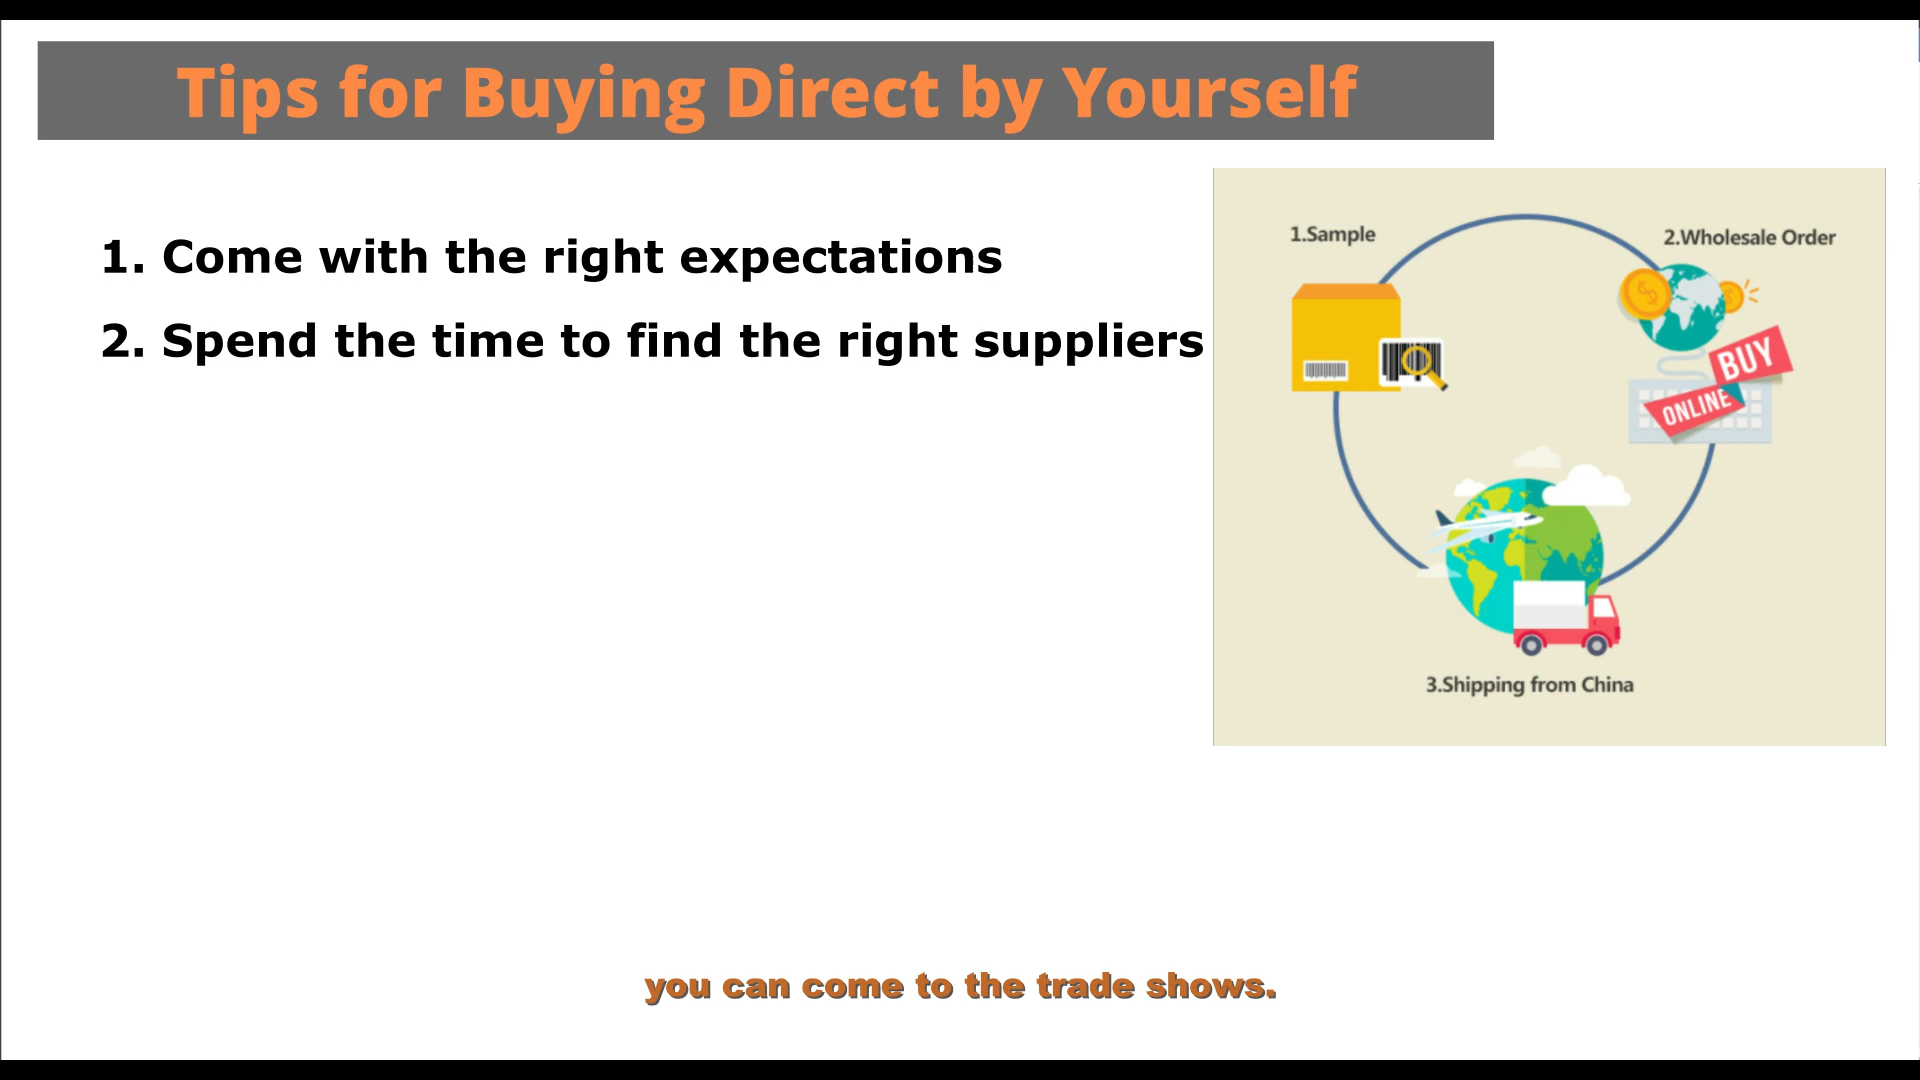 Tips for Buying Direct by Yourself
1. Come with the right expectations
2. Spend the time to find the right suppliers
1.Sample
2.Wholesale Order
BUY
ONLINE
3.Shipping from China
you can come to the trade shows.